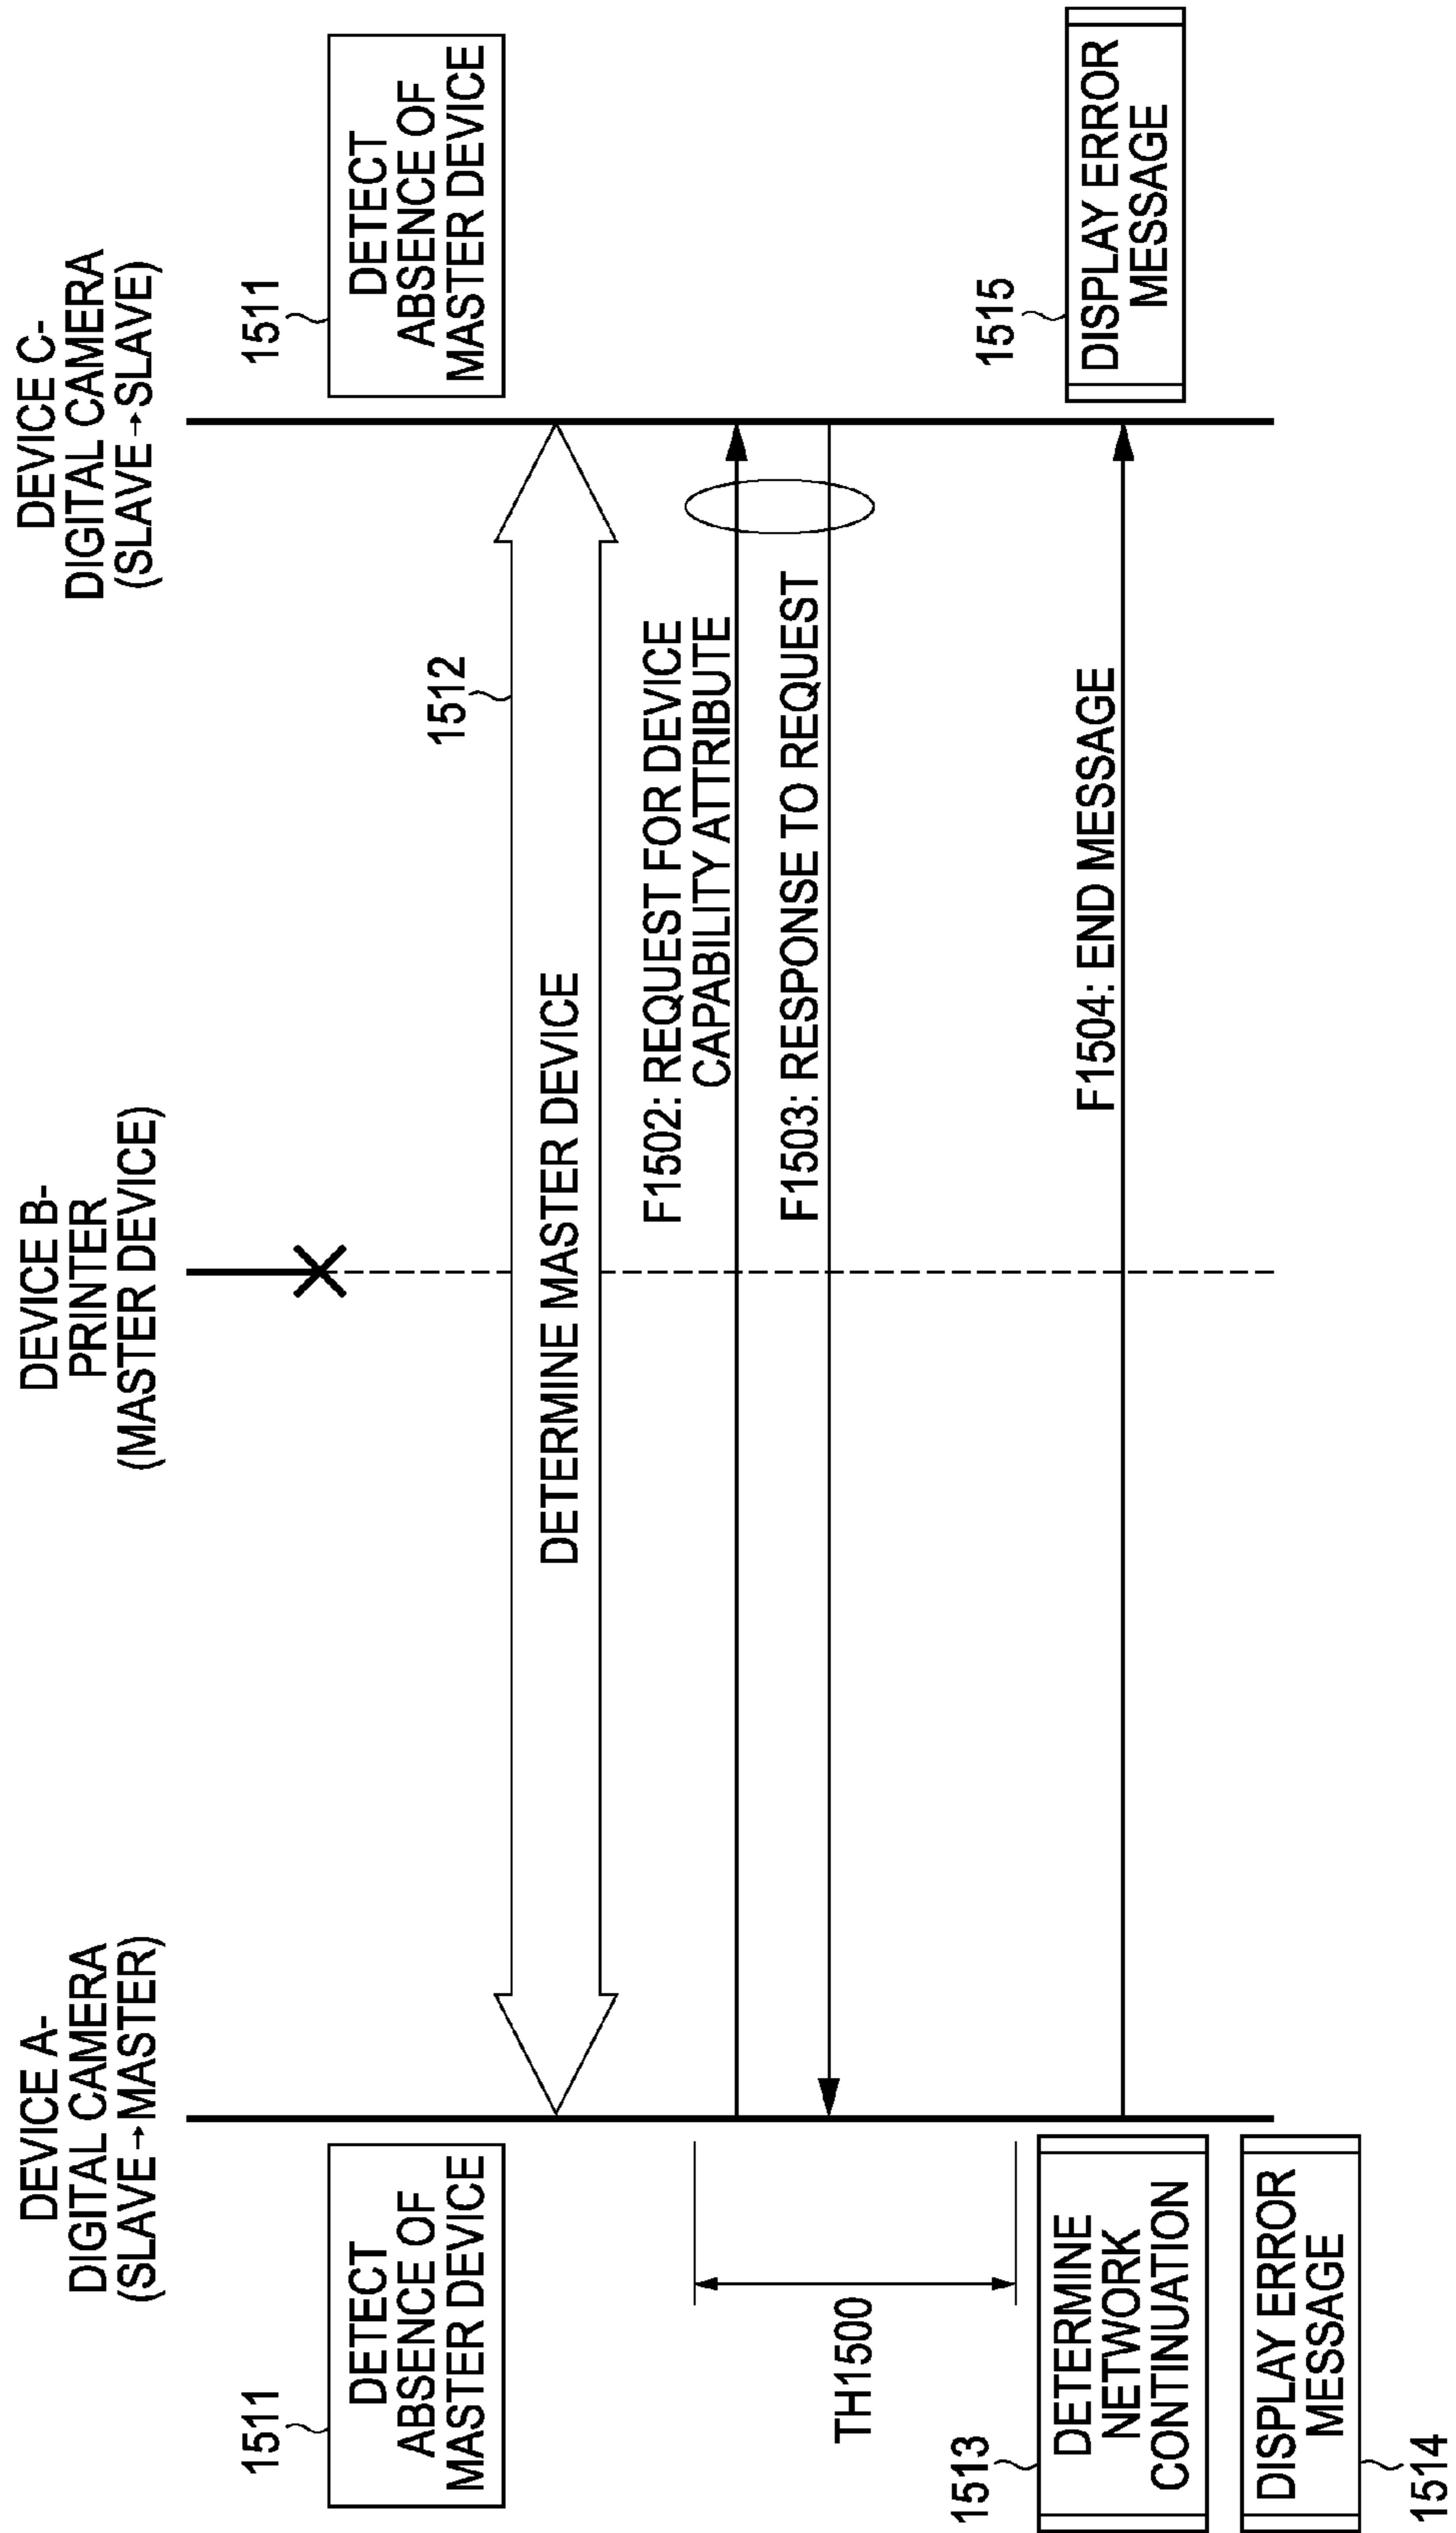 DEVICE A-
DIGITAL CAMERA
(SLAVE→MASTER)
DEVICE B-
PRINTER
(MASTER DEVICE)
DEVICE C-
DIGITAL CAMERA
(SLAVE→SLAVE)
1511
DETECT
ABSENCE OF
MASTER DEVICE
1511
DETECT
ABSENCE OF
MASTER DEVICE
1512
DETERMINE MASTER DEVICE
F1502: REQUEST FOR DEVICE
CAPABILITY ATTRIBUTE
F1503: RESPONSE TO REQUEST
TH1500
1513
DETERMINE
NETWORK
CONTINUATION
F1504: END MESSAGE
1515
DISPLAY ERROR
MESSAGE
DISPLAY ERROR
MESSAGE
1514